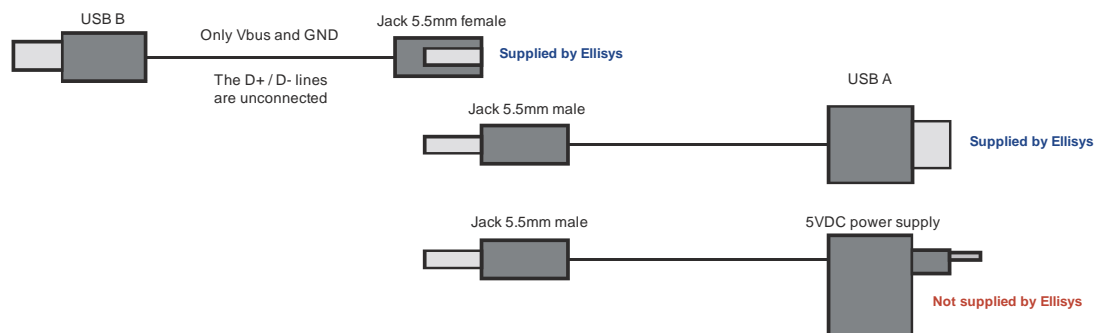 USB B
Only Vbus and GND
The D+ / D- lines
are unconnected
Jack 5.5mm female
Supplied by Ellisys
Jack 5.5mm male
USB A
Supplied by Ellisys
Jack 5.5mm male
5VDC power supply
Not supplied by Ellisys